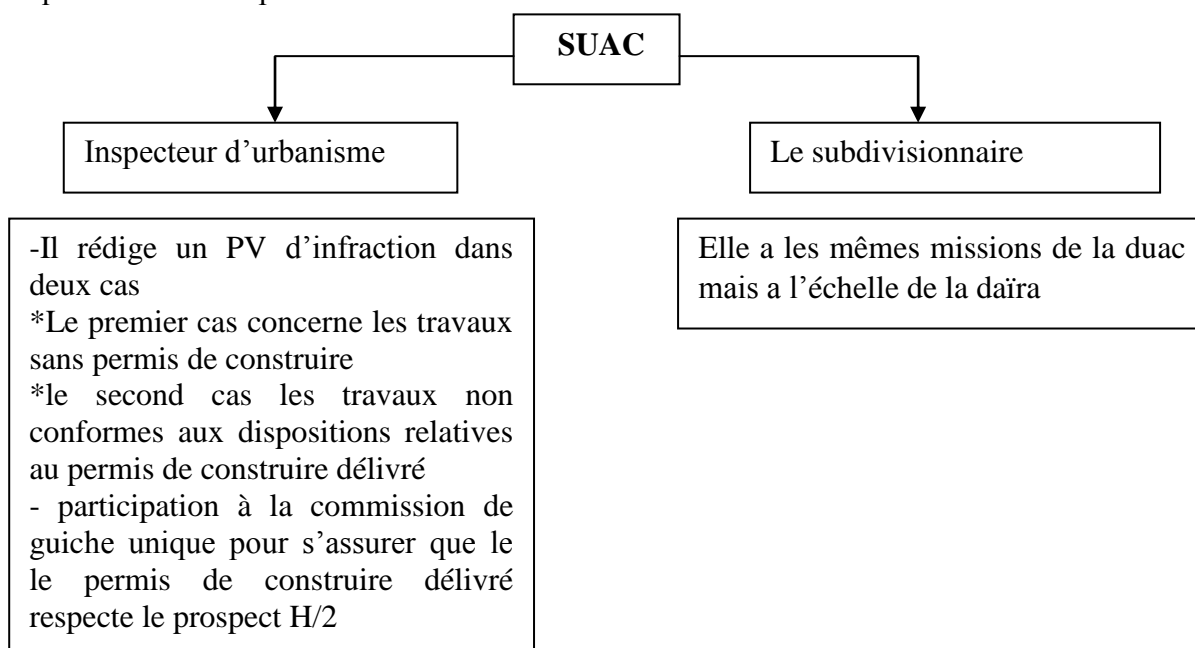 SUAC
Inspecteur d’urbanisme
Le subdivisionnaire
-Il rédige un PV d’infraction dans
deux cas
*Le premier cas concerne les travaux
sans permis de construire
*le second cas les travaux non
conformes aux dispositions relatives
au permis de construire délivré
- participation à la commission de
guiche unique pour s’assurer que le
le permis de construire délivré
respecte le prospect H/2
Elle a les mêmes missions de la duac
mais a l’échelle de la daïra